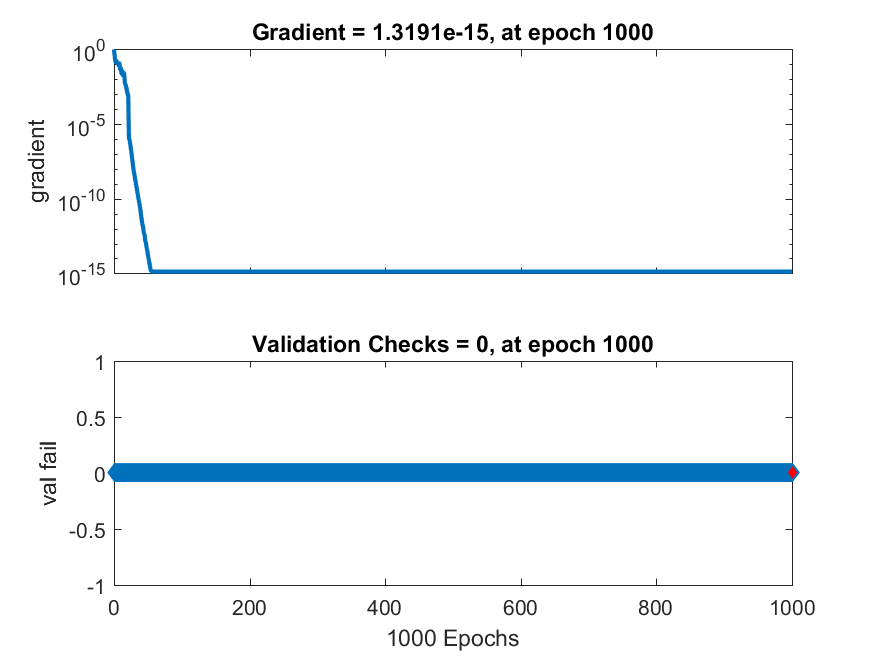 Gradient = 1.3191e-15, at epoch 1000
10^0
10^-5
10^-10
10^-15
gradient
Validation Checks = 0, at epoch 1000
1
0.5
0
-0.5
-1
val fail
0 200 400 600 800 1000
1000 Epochs